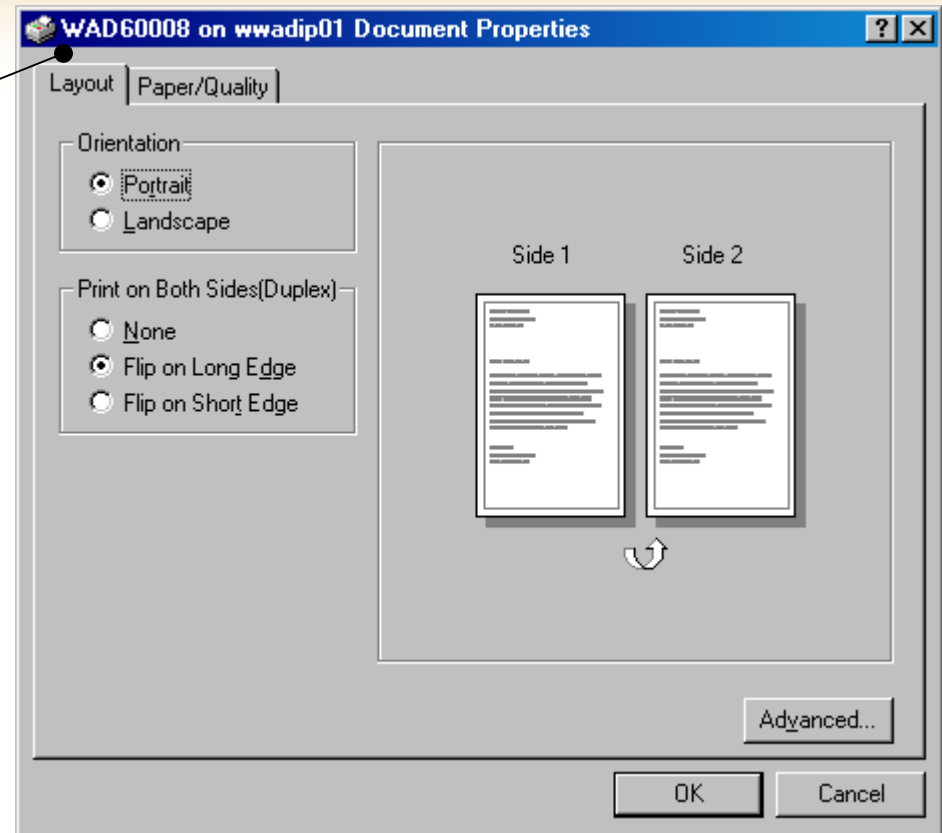 WAD60008 on wwadip01 Document Properties
Layout
Paper/Quality
Orientation
Portrait
Landscape
Print on Both Sides(Duplex)
None
Flip on Long Edge
Flip on Short Edge
Side 1
Side 2
Advanced...
OK
Cancel